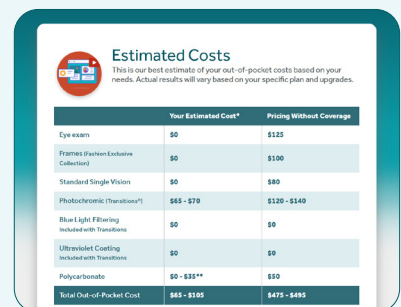 Estimated Costs
This is our best estimate of your out-of-pocket costs based on your
needs. Actual results will vary based on your specific plan and upgrades.
Your Estimated Cost* Pricing Without Coverage
Eye exam $0 $125
Frames (Fashion Exclusive
Collection) $0 $100
Standard Single Vision $0 $80
Photochromic (Transitions®) $65 - $70 $120 - $140
Blue Light Filtering
Included with Transitions $0 $0
Ultraviolet Coating
Included with Transitions $0 $0
Polycarbonate $0 - $35** $50
Total Out-of-Pocket Cost $65 - $105 $475 - $495